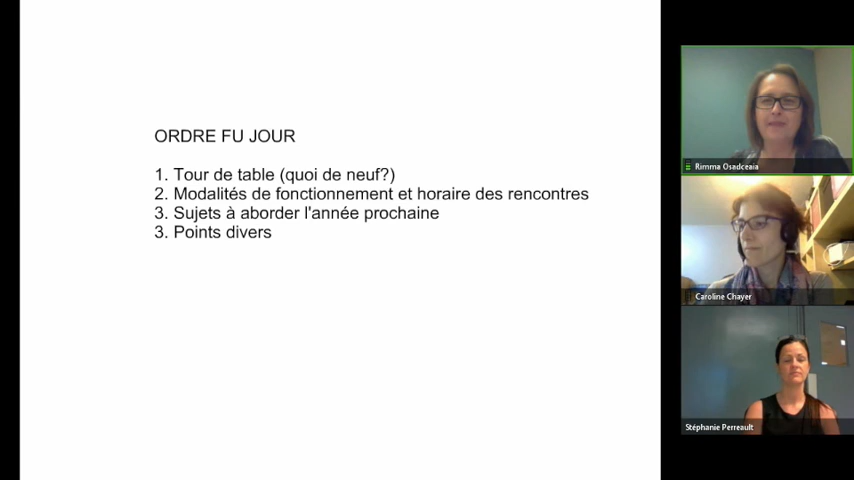 ORDRE FU JOUR
1. Tour de table (quoi de neuf?)
2. Modalités de fonctionnement et horaire des rencontres
3. Sujets à aborder l'année prochaine
3. Points divers
Rimma Osadceaia
Caroline Chayer
Stéphanie Perreault